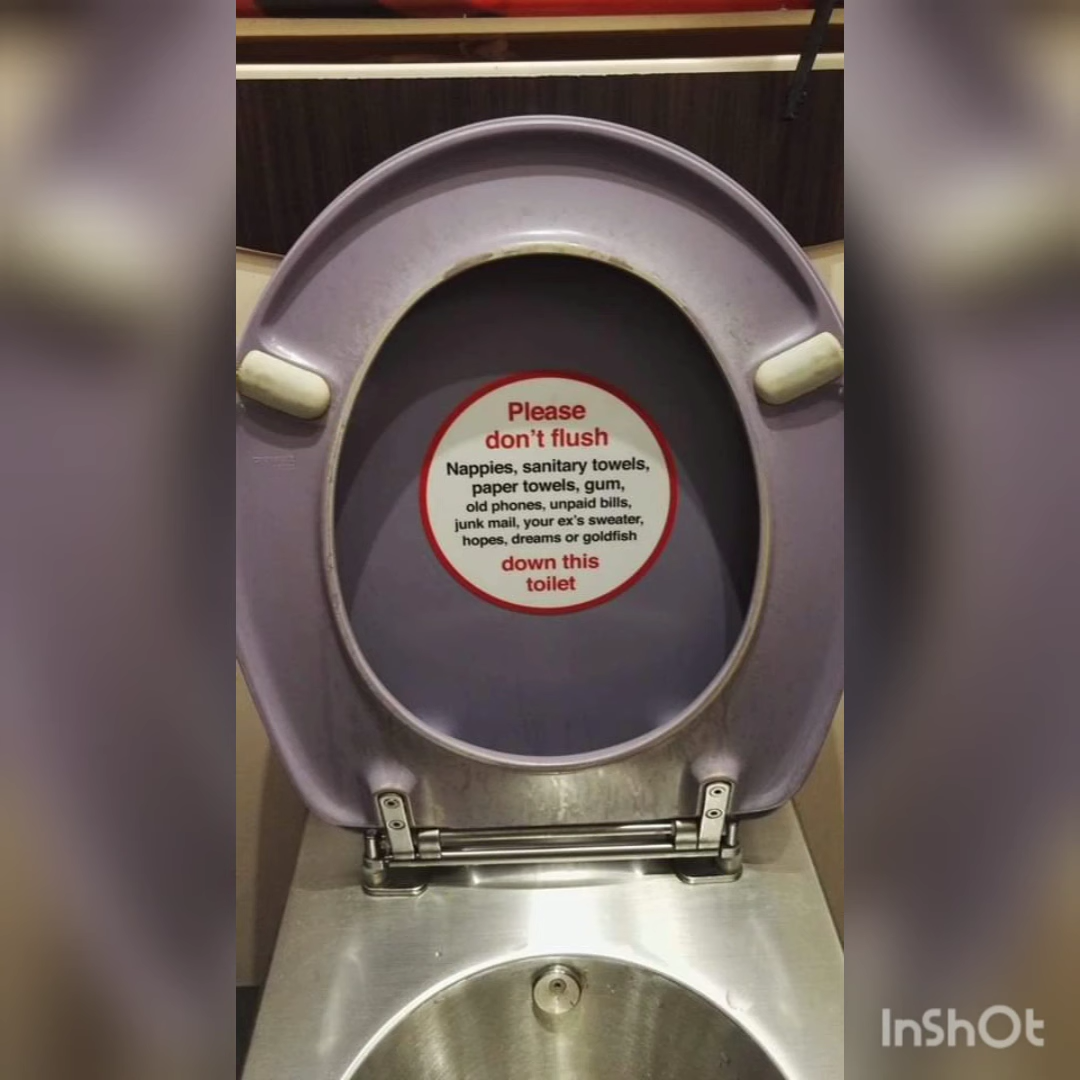 Please
don't flush
Nappies, sanitary towels,
paper towels, gum,
old phones, unpaid bills,
junk mail, your ex's sweater,
hopes, dreams or goldfish
down this
toilet
InShOt